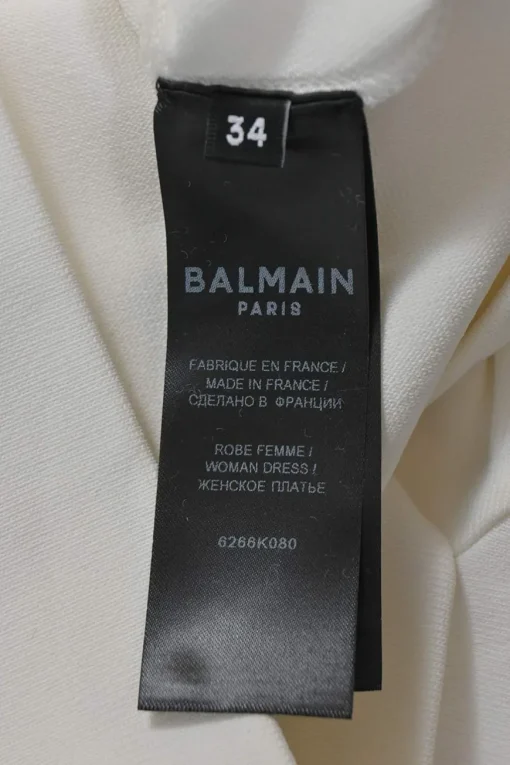 34
BALMAIN
PARIS
FABRIQUE EN FRANCE /
MADE IN FRANCE /
СДЕЛАНО В ФРАНЦИИ
ROBE FEMME /
WOMAN DRESS /
ЖЕНСКОЕ ПЛАТЬЕ
6266K080